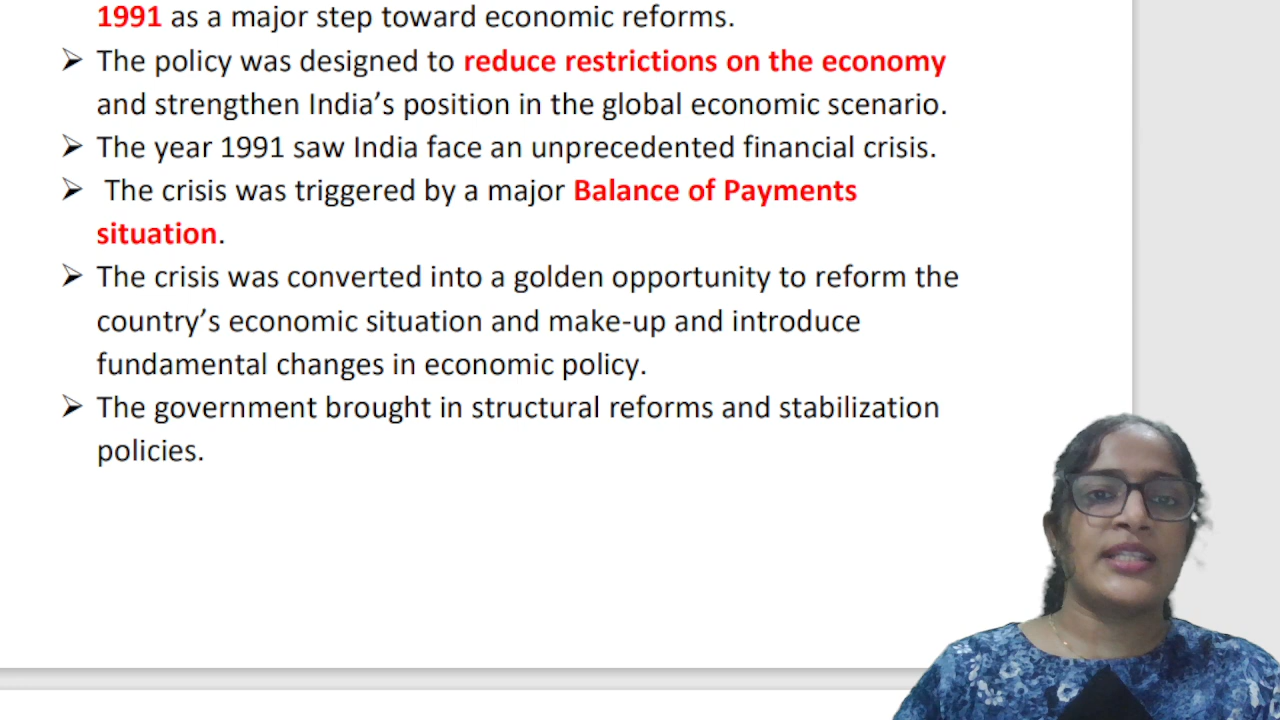 1991 as a major step toward economic reforms.
➢ The policy was designed to reduce restrictions on the economy
and strengthen India’s position in the global economic scenario.
➢ The year 1991 saw India face an unprecedented financial crisis.
➢ The crisis was triggered by a major Balance of Payments
situation.
➢ The crisis was converted into a golden opportunity to reform the
country’s economic situation and make-up and introduce
fundamental changes in economic policy.
➢ The government brought in structural reforms and stabilization
policies.